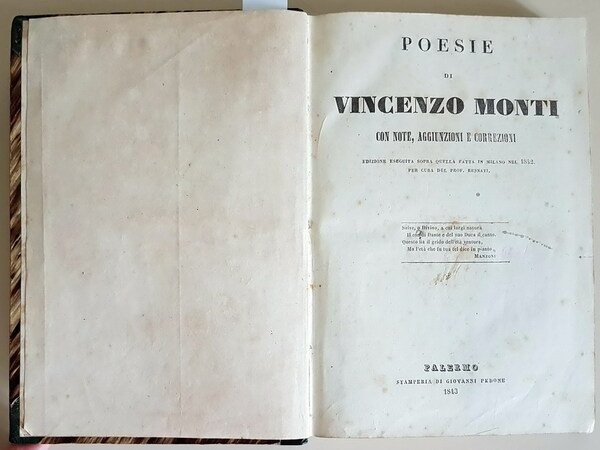 POESIE
DI
VINCENZO MONTI
CON NOTE, AGGIUNZIONI E CORREZIONI
EDIZIONE ESEGUITA SOPRA QUELLA FATTA IN MILANO NEL 1842
PER CURA DEL PROF.
Salve, o Divino, a cui largì natura
Il cor di Dante e del suo Duca il canto.
Questo fia il grido dell'età ventura,
Ma l'età che fu tua tel dice in pianto
MANZONI
PALERMO
STAMPERIA DI GIOVANNI PEDONE
1843